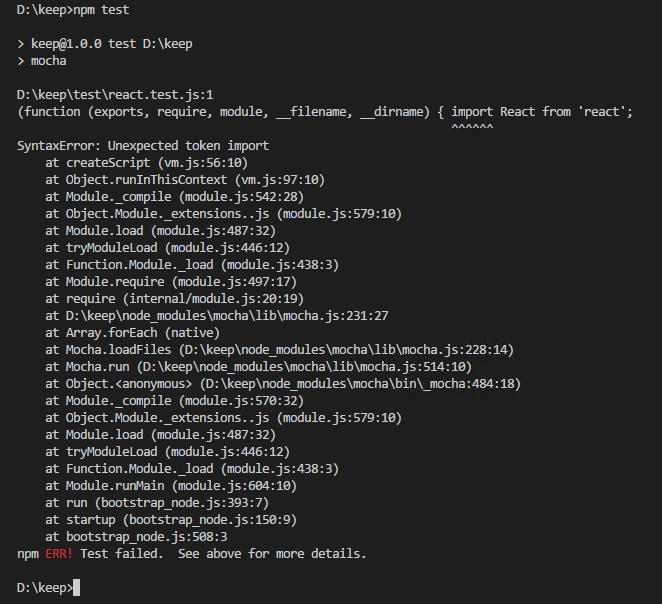 D:\keep>npm test
> keep@1.0.0 test D:\keep
> mocha
D:\keep\test\react.test.js:1
(function (exports, require, module, __filename, __dirname) { import React from 'react';
^^^^^^
SyntaxError: Unexpected token import
at createScript (vm.js:56:10)
at Object.runInThisContext (vm.js:97:10)
at Module._compile (module.js:542:28)
at Object.Module._extensions..js (module.js:579:10)
at Module.load (module.js:487:32)
at tryModuleLoad (module.js:446:12)
at Function.Module._load (module.js:438:3)
at Module.require (module.js:497:17)
at require (internal/module.js:20:19)
at D:\keep\node_modules\mocha\lib\mocha.js:231:27
at Array.forEach (native)
at Mocha.loadFiles (D:\keep\node_modules\mocha\lib\mocha.js:228:14)
at Mocha.run (D:\keep\node_modules\mocha\lib\mocha.js:514:10)
at Object.<anonymous> (D:\keep\node_modules\mocha\bin\_mocha:484:18)
at Module._compile (module.js:570:32)
at Object.Module._extensions..js (module.js:579:10)
at Module.load (module.js:487:32)
at tryModuleLoad (module.js:446:12)
at Function.Module._load (module.js:438:3)
at Module.runMain (module.js:604:10)
at run (bootstrap_node.js:393:7)
at startup (bootstrap_node.js:150:9)
at bootstrap_node.js:508:3
npm ERR! Test failed.  See above for more details.
D:\keep>